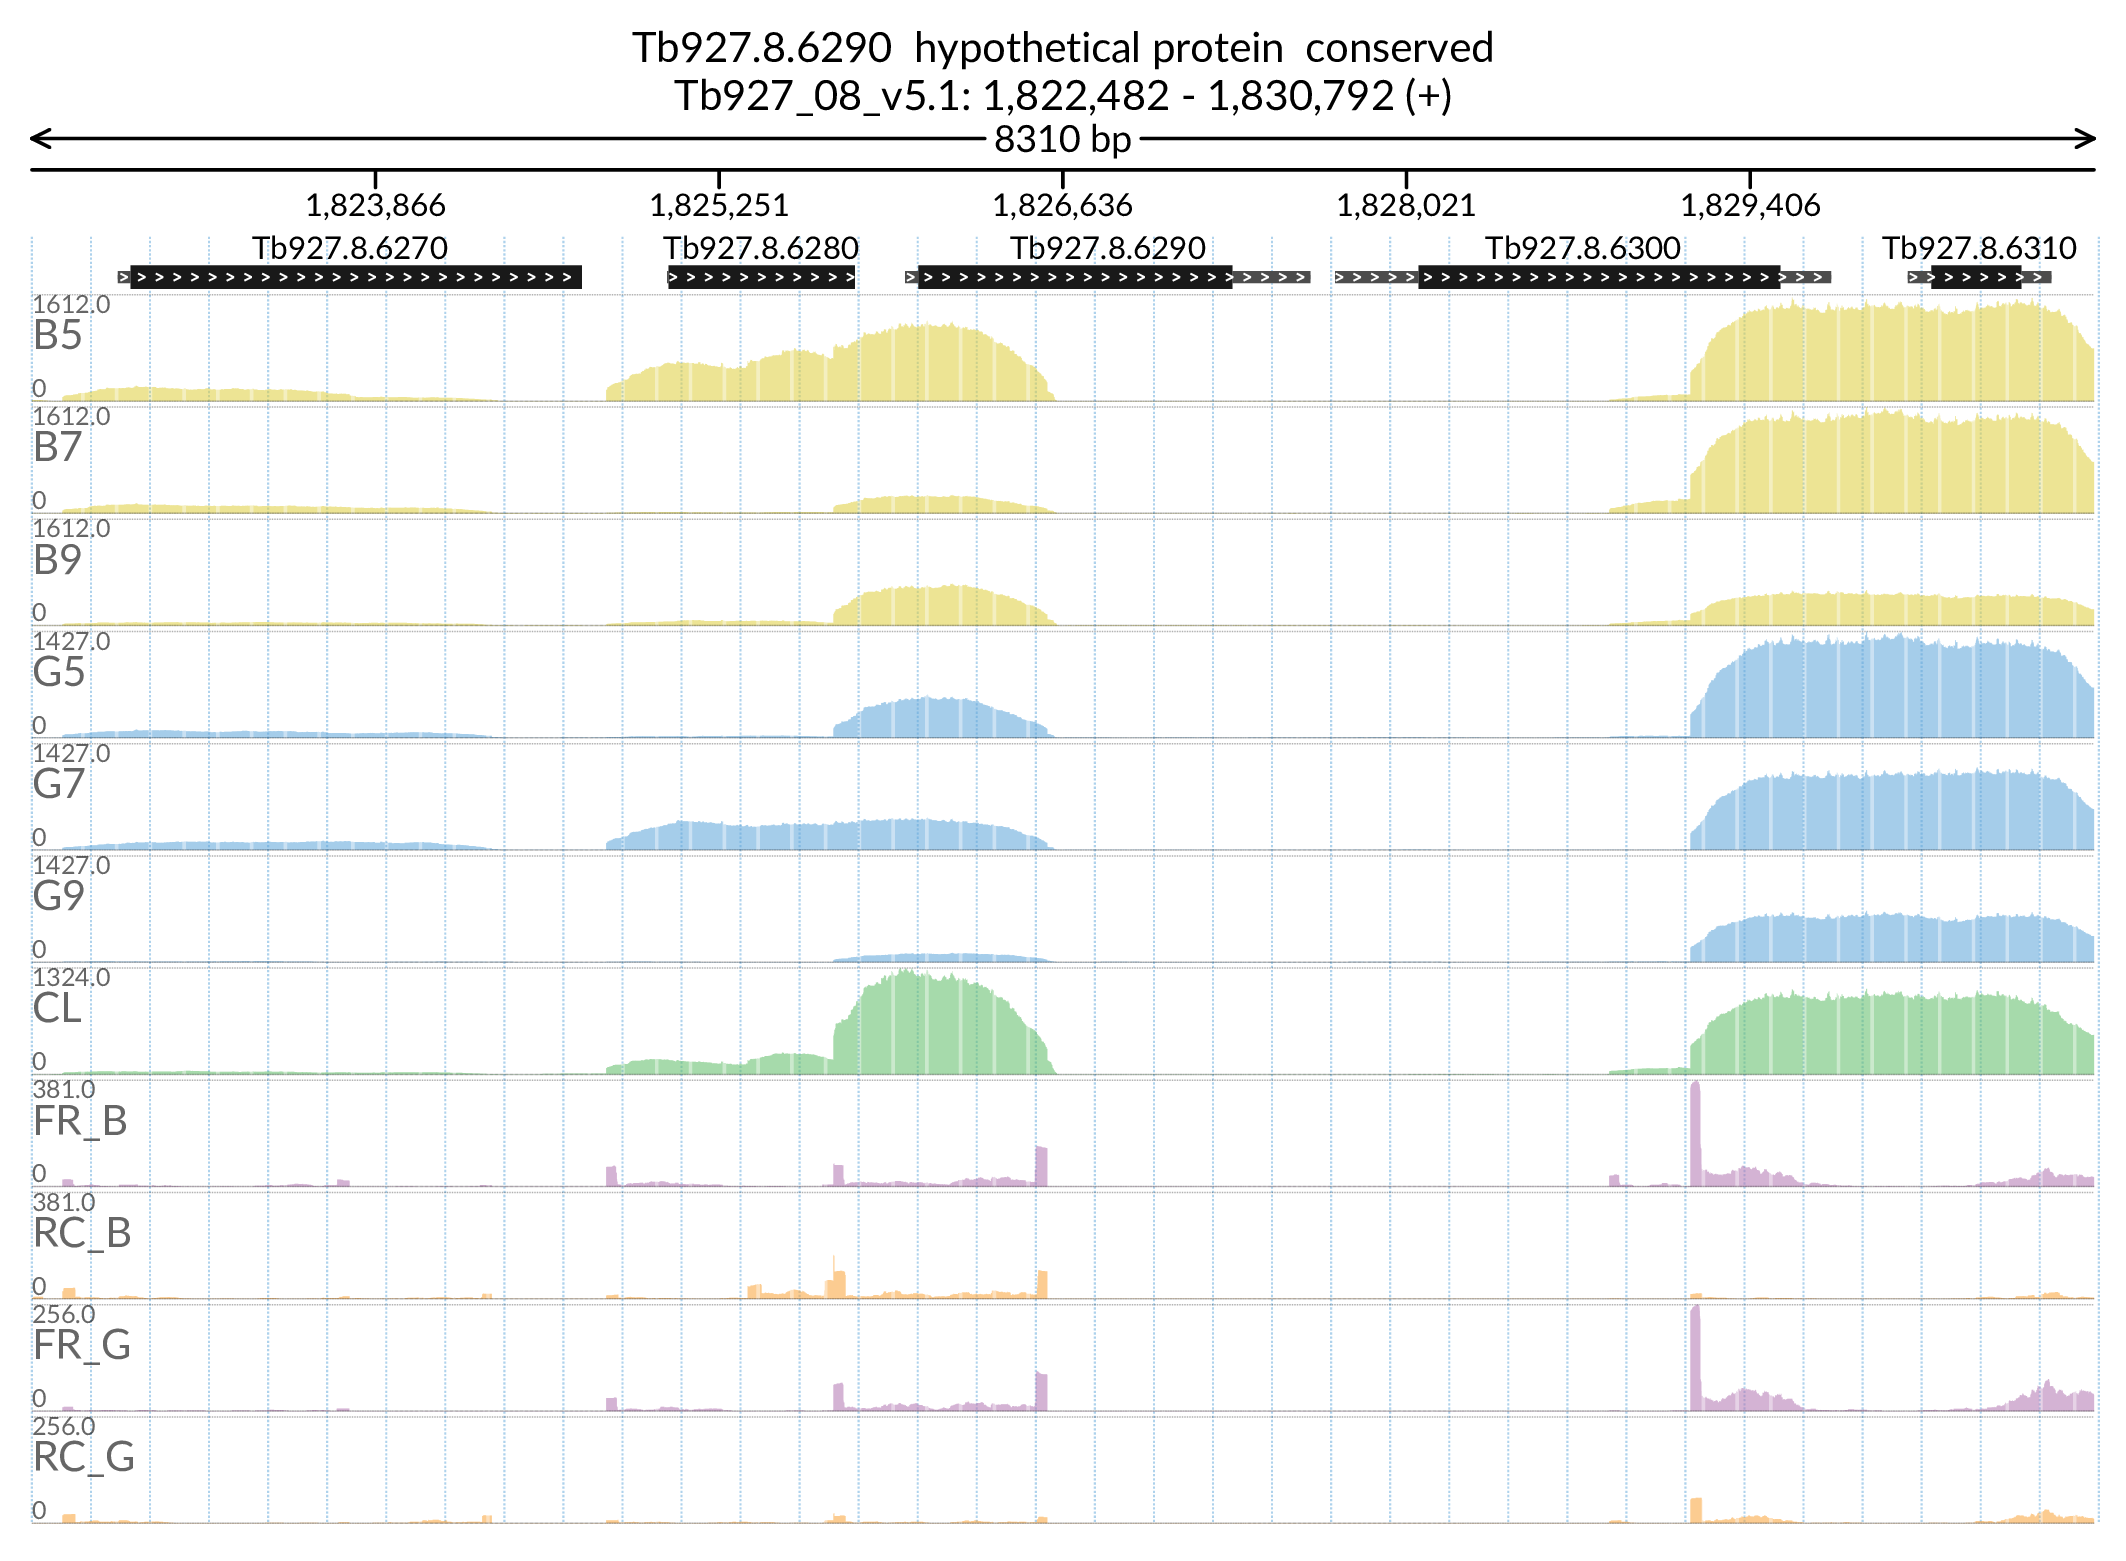 Tb927.8.6290  hypothetical protein  conserved
Tb927_08_v5.1: 1,822,482 - 1,830,792 (+)
8310 bp
1,823,866 1,825,251 1,826,636 1,828,021 1,829,406
Tb927.8.6270 Tb927.8.6280 Tb927.8.6290 Tb927.8.6300 Tb927.8.6310
1612.0
B5
0
1612.0
B7
0
1612.0
B9
0
1427.0
G5
0
1427.0
G7
0
1427.0
G9
0
1324.0
CL
0
381.0
FR_B
0
381.0
RC_B
0
256.0
FR_G
0
256.0
RC_G
0